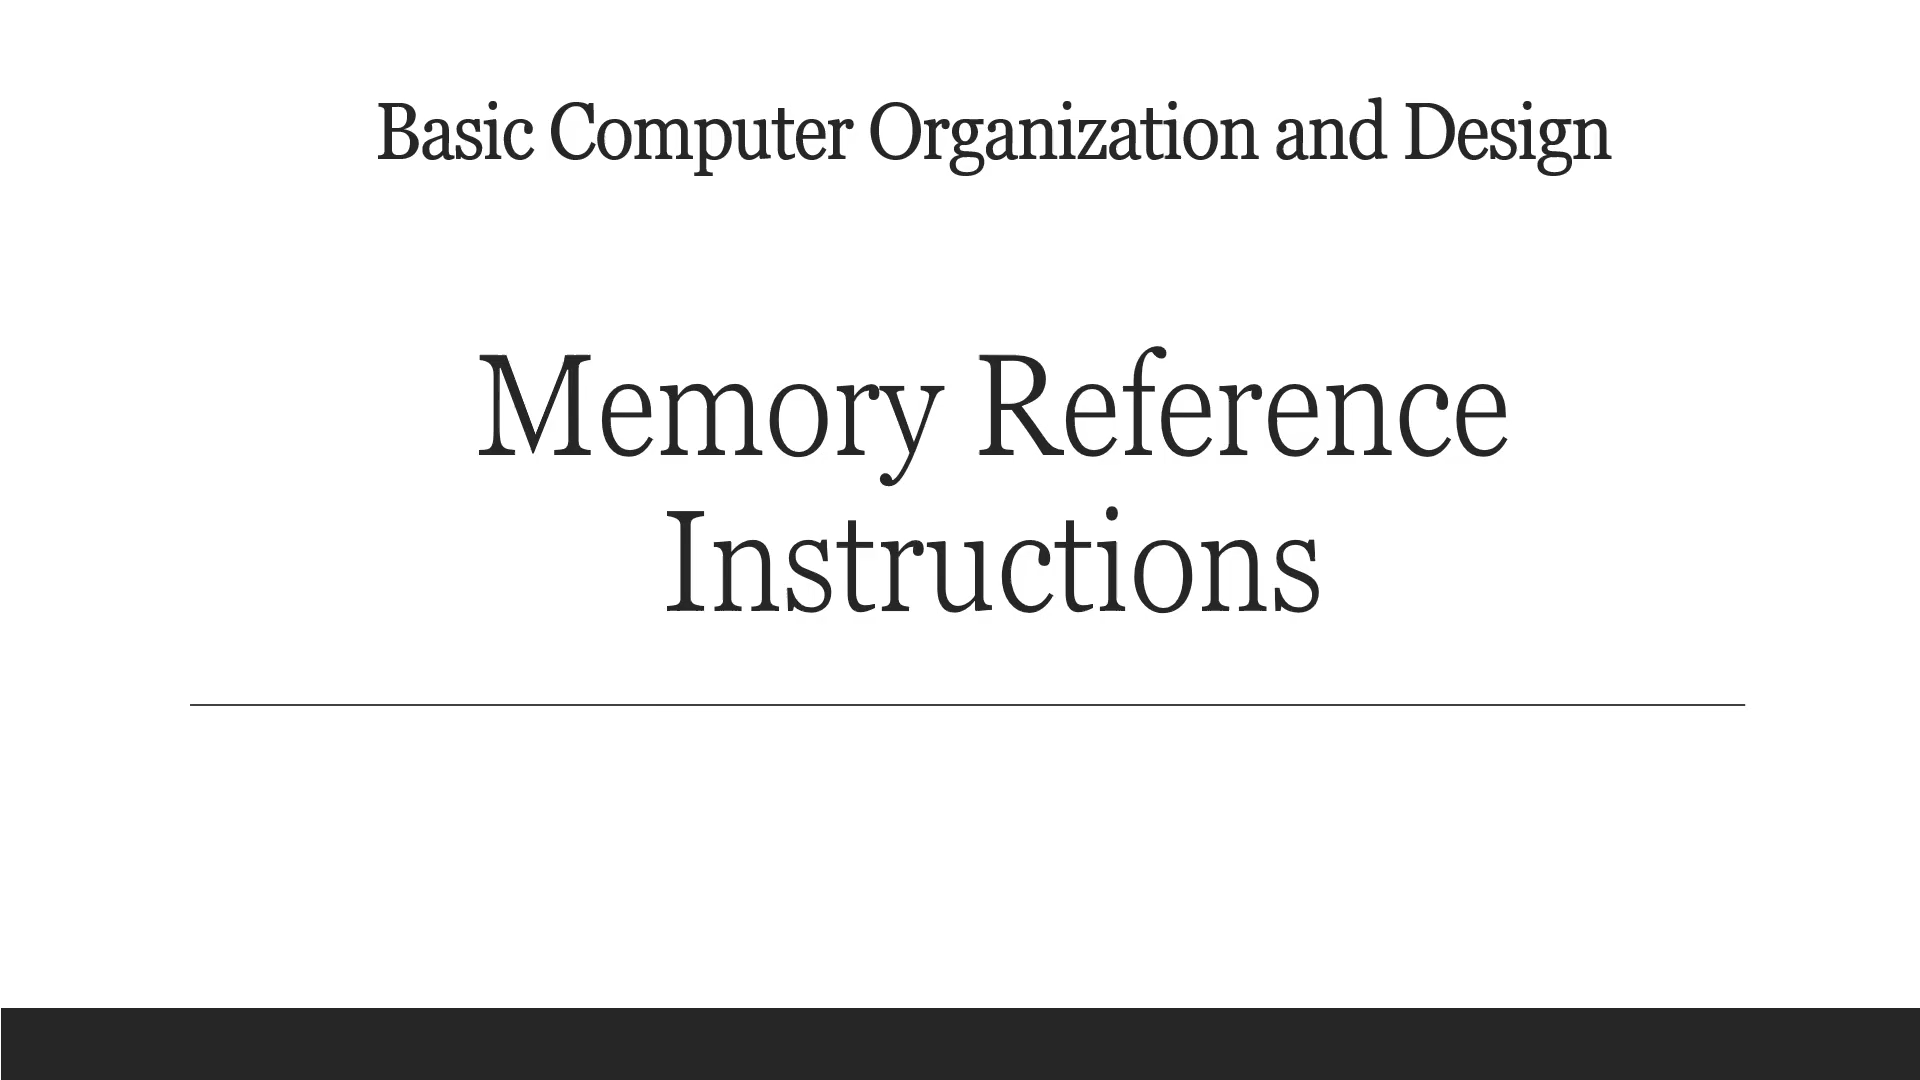 Basic Computer Organization and Design
Memory Reference
Instructions